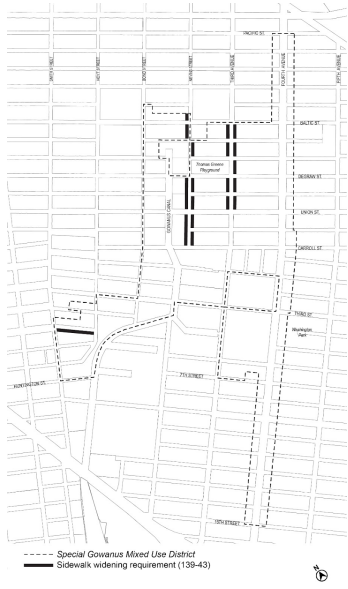 PACIFIC ST.
SMITH STREET
HOYT STREET
BOND STREET
NEVINS STREET
THIRD AVENUE
FOURTH AVENUE
FIFTH AVENUE
BALTIC ST.
Thomas Greene
Playground
DEGRAW ST.
GOWANUS CANAL
UNION ST.
CARROLL ST.
THIRD ST.
Washington
Park
7TH STREET
HUNTINGTON ST.
15TH STREET
Special Gowanus Mixed Use District
Sidewalk widening requirement (139-43)
N